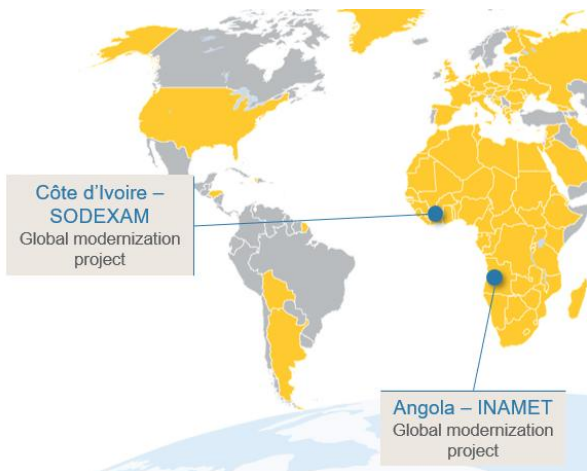 Côte d'Ivoire –
SODEXAM
Global modernization
project
Angola – INAMET
Global modernization
project